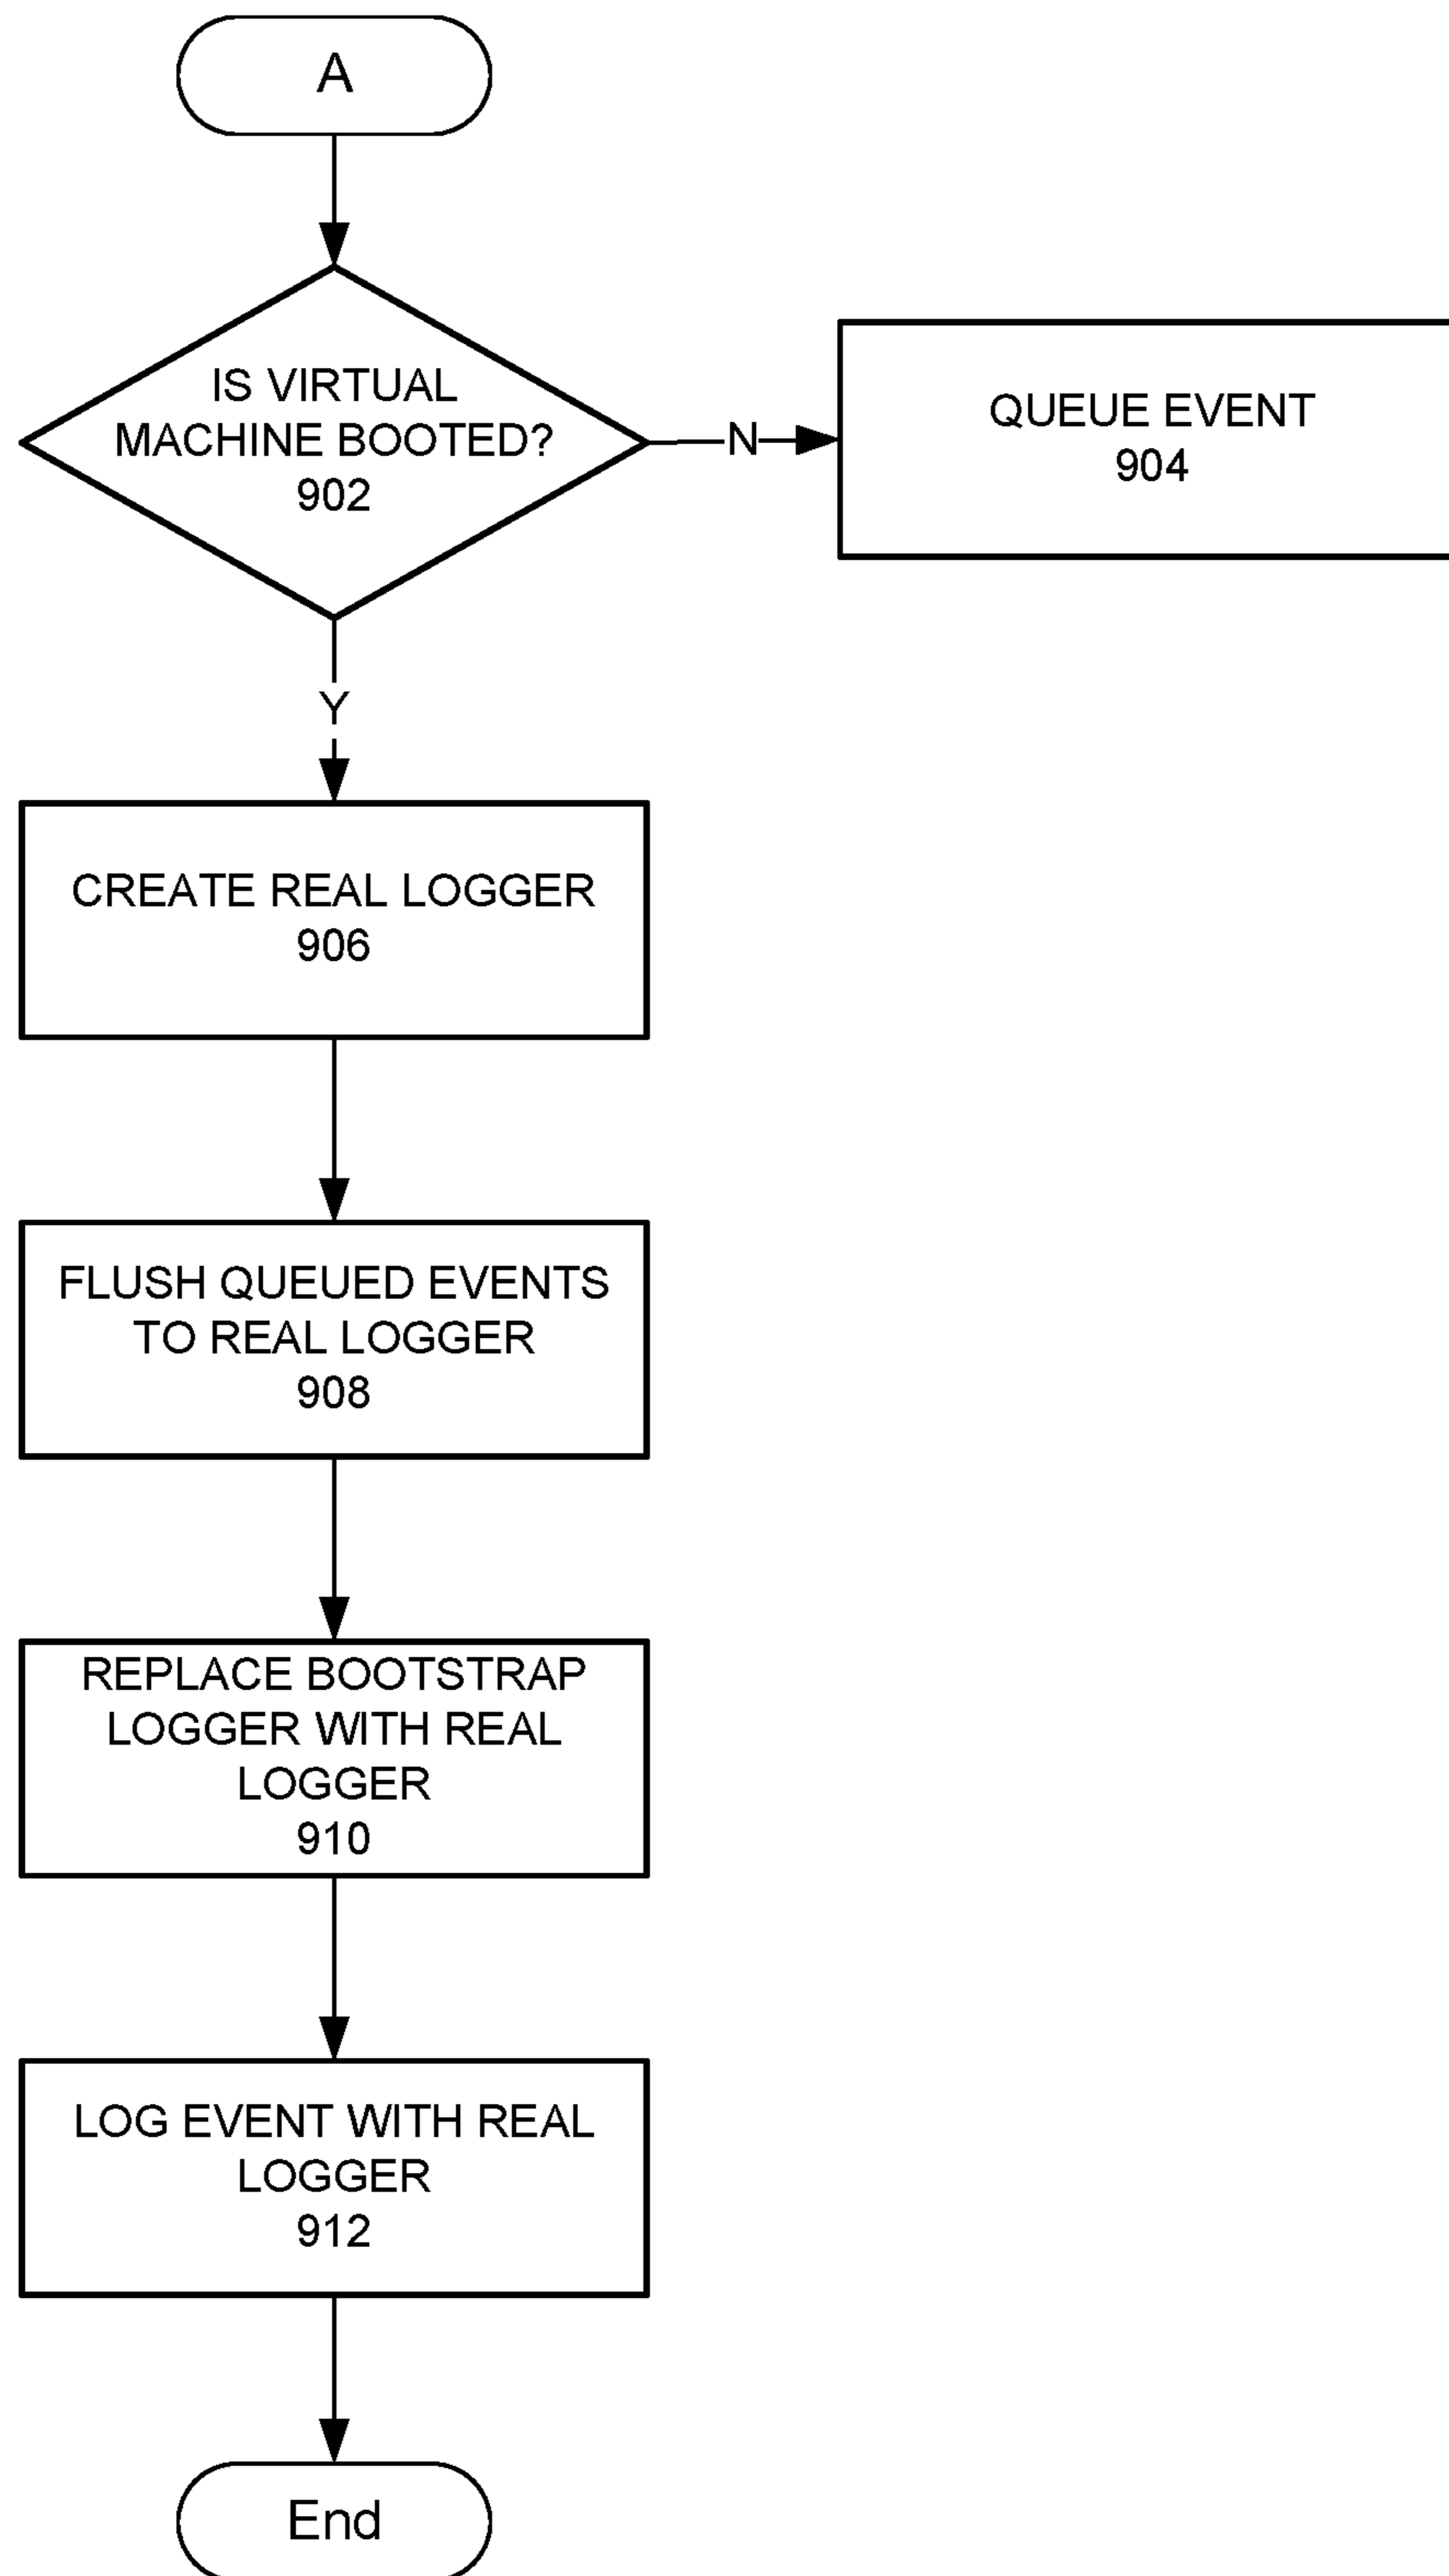 A
IS VIRTUAL
MACHINE BOOTED?
902
N
QUEUE EVENT
904
Y
CREATE REAL LOGGER
906
FLUSH QUEUED EVENTS
TO REAL LOGGER
908
REPLACE BOOTSTRAP
LOGGER WITH REAL
LOGGER
910
LOG EVENT WITH REAL
LOGGER
912
End